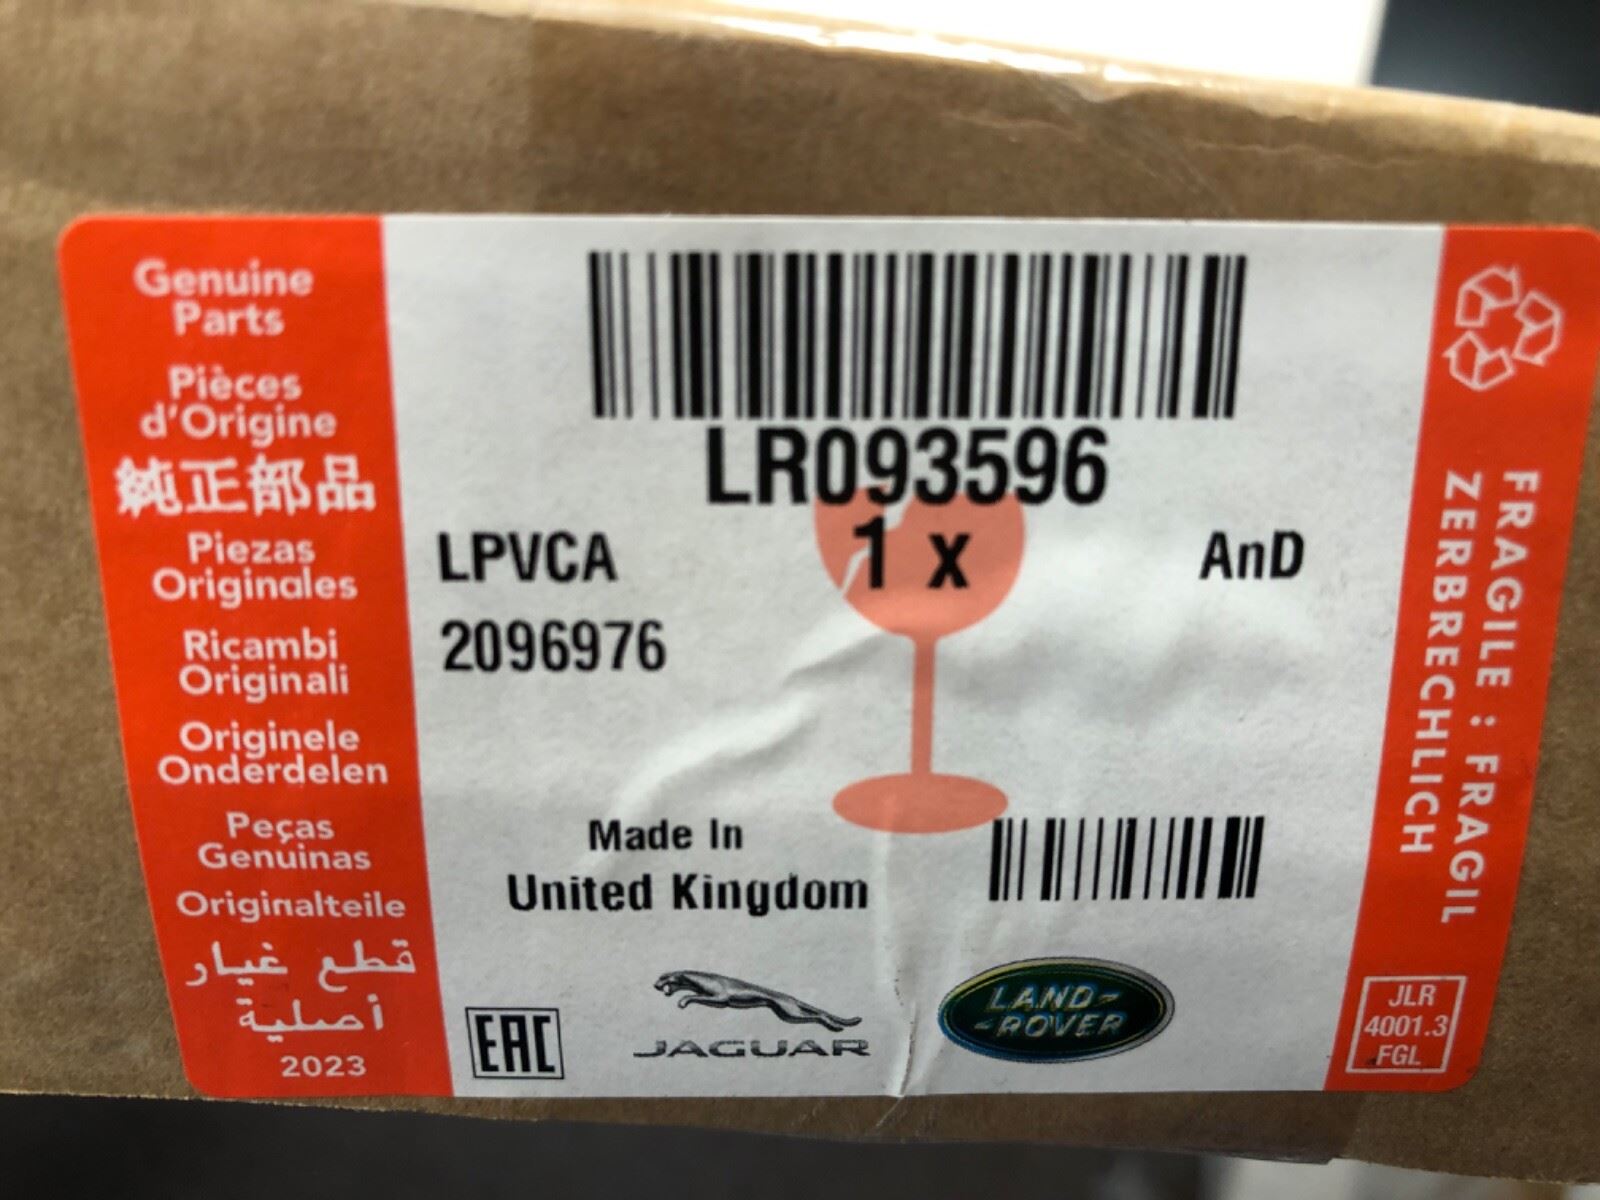 Genuine
Parts
Pièces
d'Origine
純正部品
Piezas
Originales
Ricambi
Originali
Originele
Onderdelen
Peças
Genuinas
Originalteile
قطع غيار
أصلية
2023
LR093596
LPVCA
1 x
AnD
2096976
Made In
United Kingdom
EAC
JAGUAR
LAND-
-ROVER
FRAGILE : FRAGIL
ZERBRECHLICH
JLR
4001.3
FGL